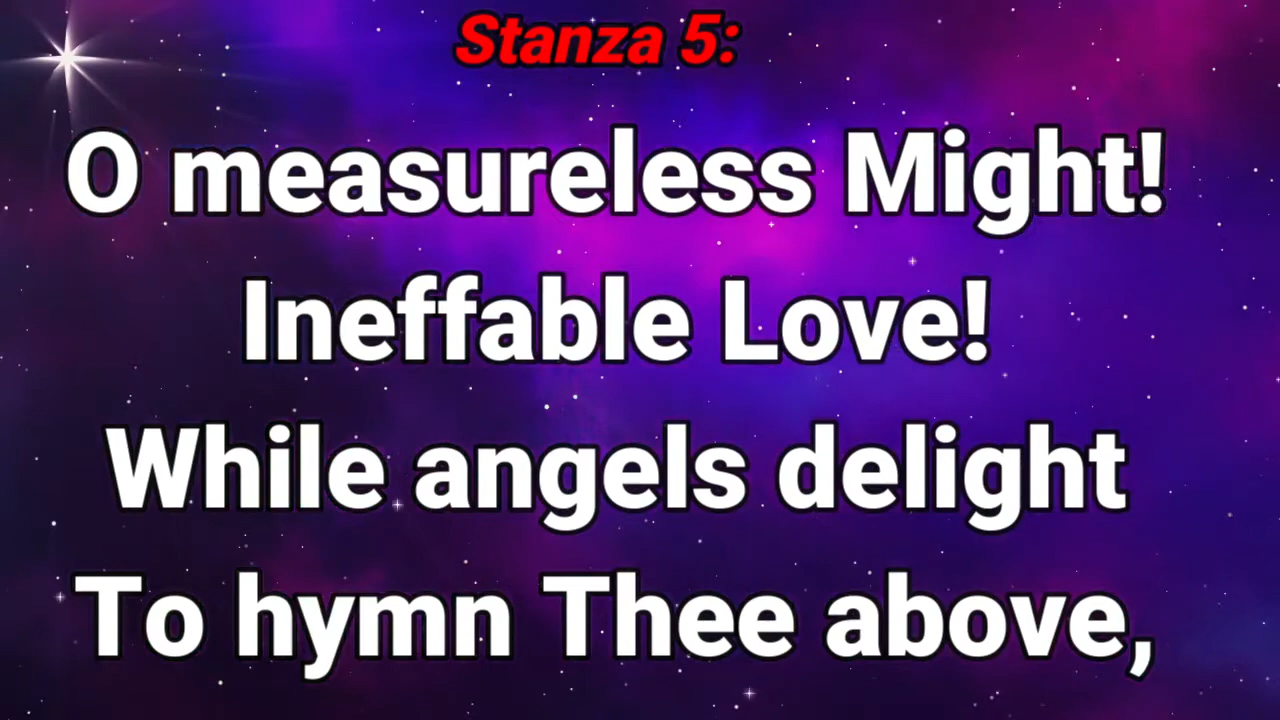 Stanza 5:
O measureless Might!
Ineffable Love!
While angels delight
To hymn Thee above,